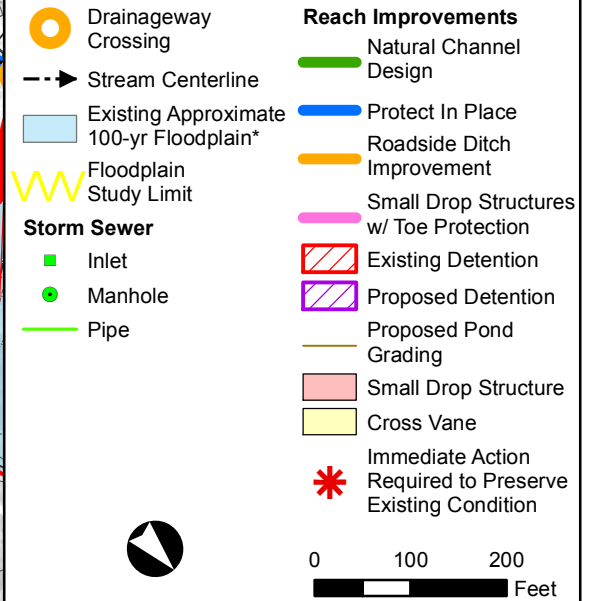 Drainageway
Crossing
Stream Centerline
Existing Approximate
100-yr Floodplain*
Floodplain
Study Limit
Storm Sewer
Inlet
Manhole
Pipe
Reach Improvements
Natural Channel
Design
Protect In Place
Roadside Ditch
Improvement
Small Drop Structures
w/ Toe Protection
Existing Detention
Proposed Detention
Proposed Pond
Grading
Small Drop Structure
Cross Vane
Immediate Action
Required to Preserve
Existing Condition
0 100 200
Feet